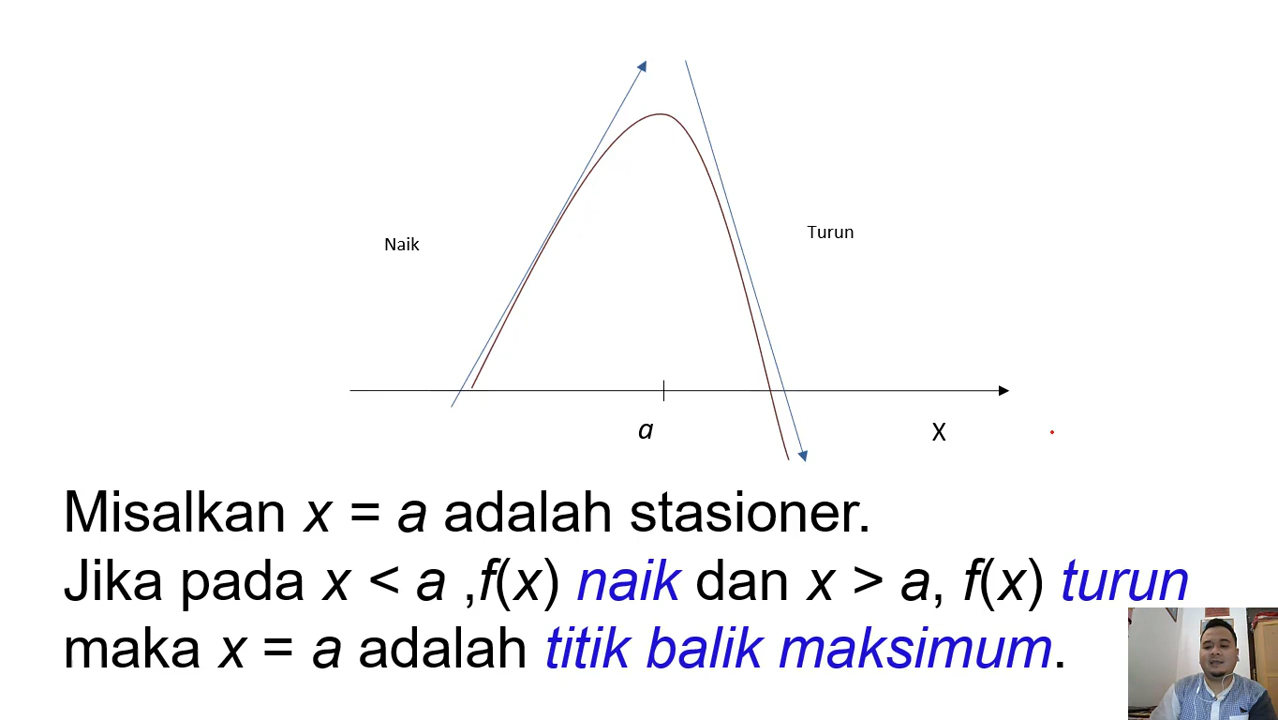 Naik
Turun
a
X
Misalkan x = a adalah stasioner.
Jika pada x < a ,f(x) naik dan x > a, f(x) turun
maka x = a adalah titik balik maksimum.